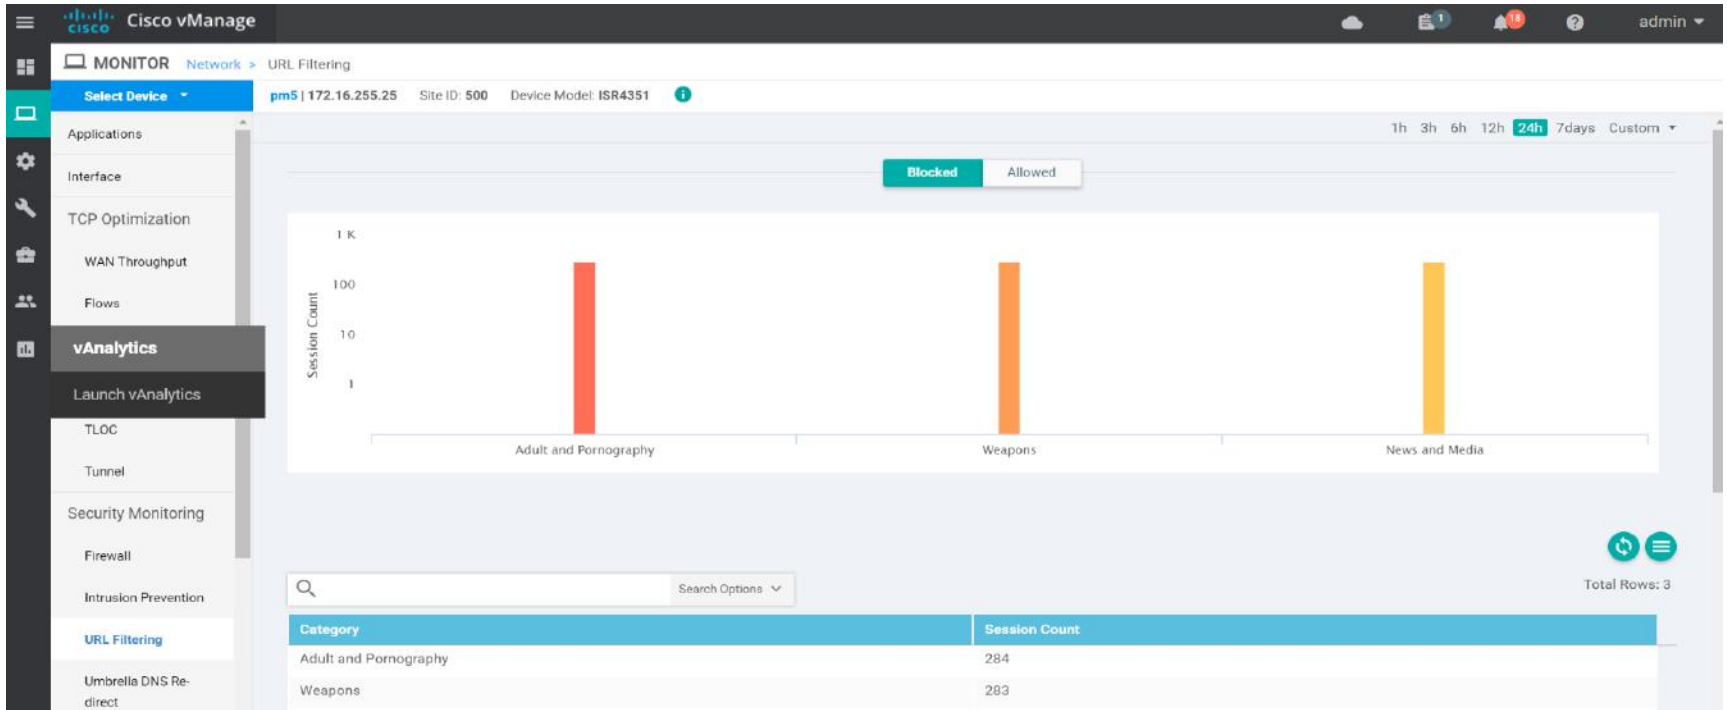 cisco Cisco vManage
1
18
admin
MONITOR Network > URL Filtering
Select Device
pm5 | 172.16.255.25 Site ID: 500 Device Model: ISR4351
Applications
Interface
TCP Optimization
WAN Throughput
Flows
vAnalytics
Launch vAnalytics
TLOC
Tunnel
Security Monitoring
Firewall
Intrusion Prevention
URL Filtering
Umbrella DNS Re-
direct
1h 3h 6h 12h 24h 7days Custom
Blocked Allowed
Session Count
1 K
100
10
1
Adult and Pornography Weapons News and Media
Search Options
Total Rows: 3
Category Session Count
Adult and Pornography 284
Weapons 283